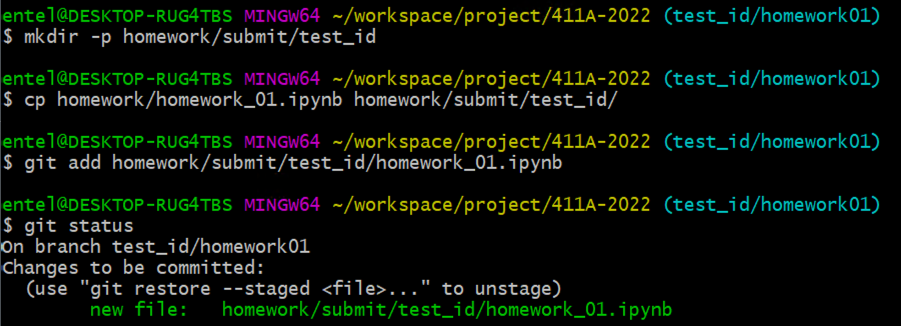 entel@DESKTOP-RUG4TBS MINGW64 ~/workspace/project/411A-2022 (test_id/homework01)
$ mkdir -p homework/submit/test_id
entel@DESKTOP-RUG4TBS MINGW64 ~/workspace/project/411A-2022 (test_id/homework01)
$ cp homework/homework_01.ipynb homework/submit/test_id/
entel@DESKTOP-RUG4TBS MINGW64 ~/workspace/project/411A-2022 (test_id/homework01)
$ git add homework/submit/test_id/homework_01.ipynb
entel@DESKTOP-RUG4TBS MINGW64 ~/workspace/project/411A-2022 (test_id/homework01)
$ git status
On branch test_id/homework01
Changes to be committed:
  (use "git restore --staged <file>..." to unstage)
        new file:   homework/submit/test_id/homework_01.ipynb